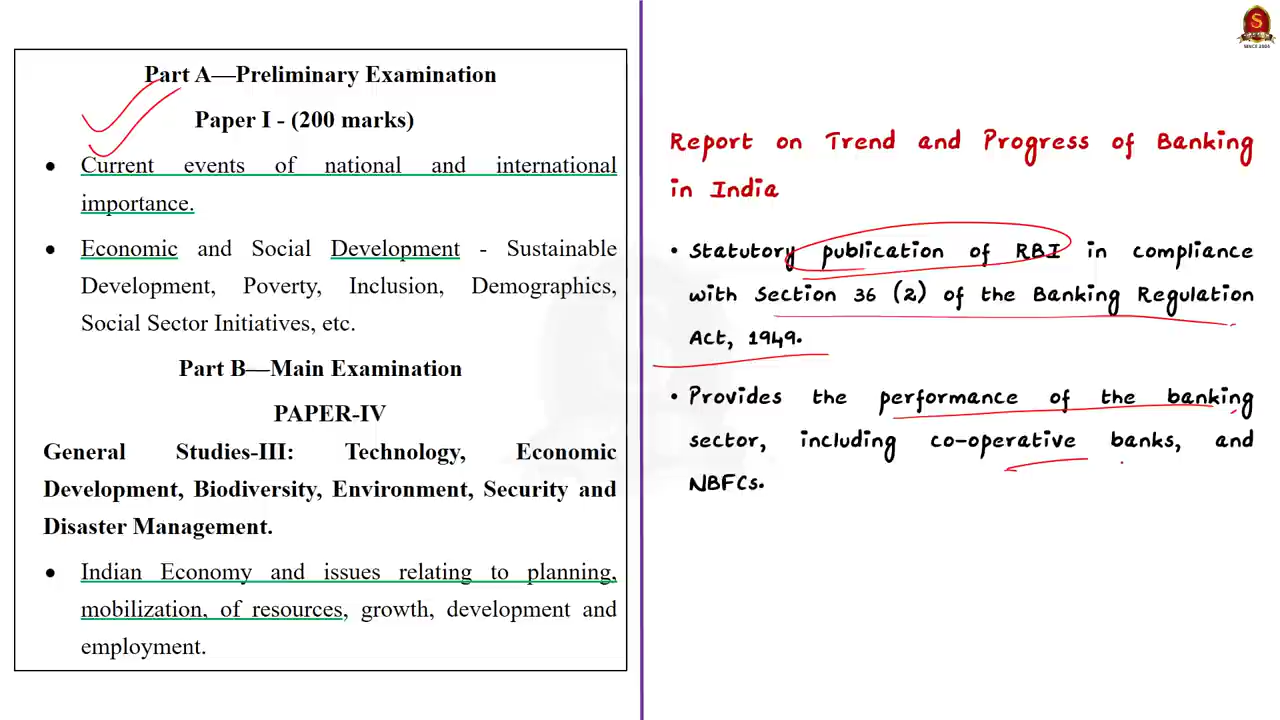 Part A—Preliminary Examination
Paper I - (200 marks)
• Current events of national and international
importance.
• Economic and Social Development - Sustainable
Development, Poverty, Inclusion, Demographics,
Social Sector Initiatives, etc.
Part B—Main Examination
PAPER-IV
General Studies-III: Technology, Economic
Development, Biodiversity, Environment, Security and
Disaster Management.
• Indian Economy and issues relating to planning,
mobilization, of resources, growth, development and
employment.
Report on Trend and Progress of Banking
in India
• Statutory publication of RBI in compliance
with Section 36 (2) of the Banking Regulation
Act, 1949.
• Provides the performance of the banking
sector, including co-operative banks, and
NBFCs.
S
SINCE 2004